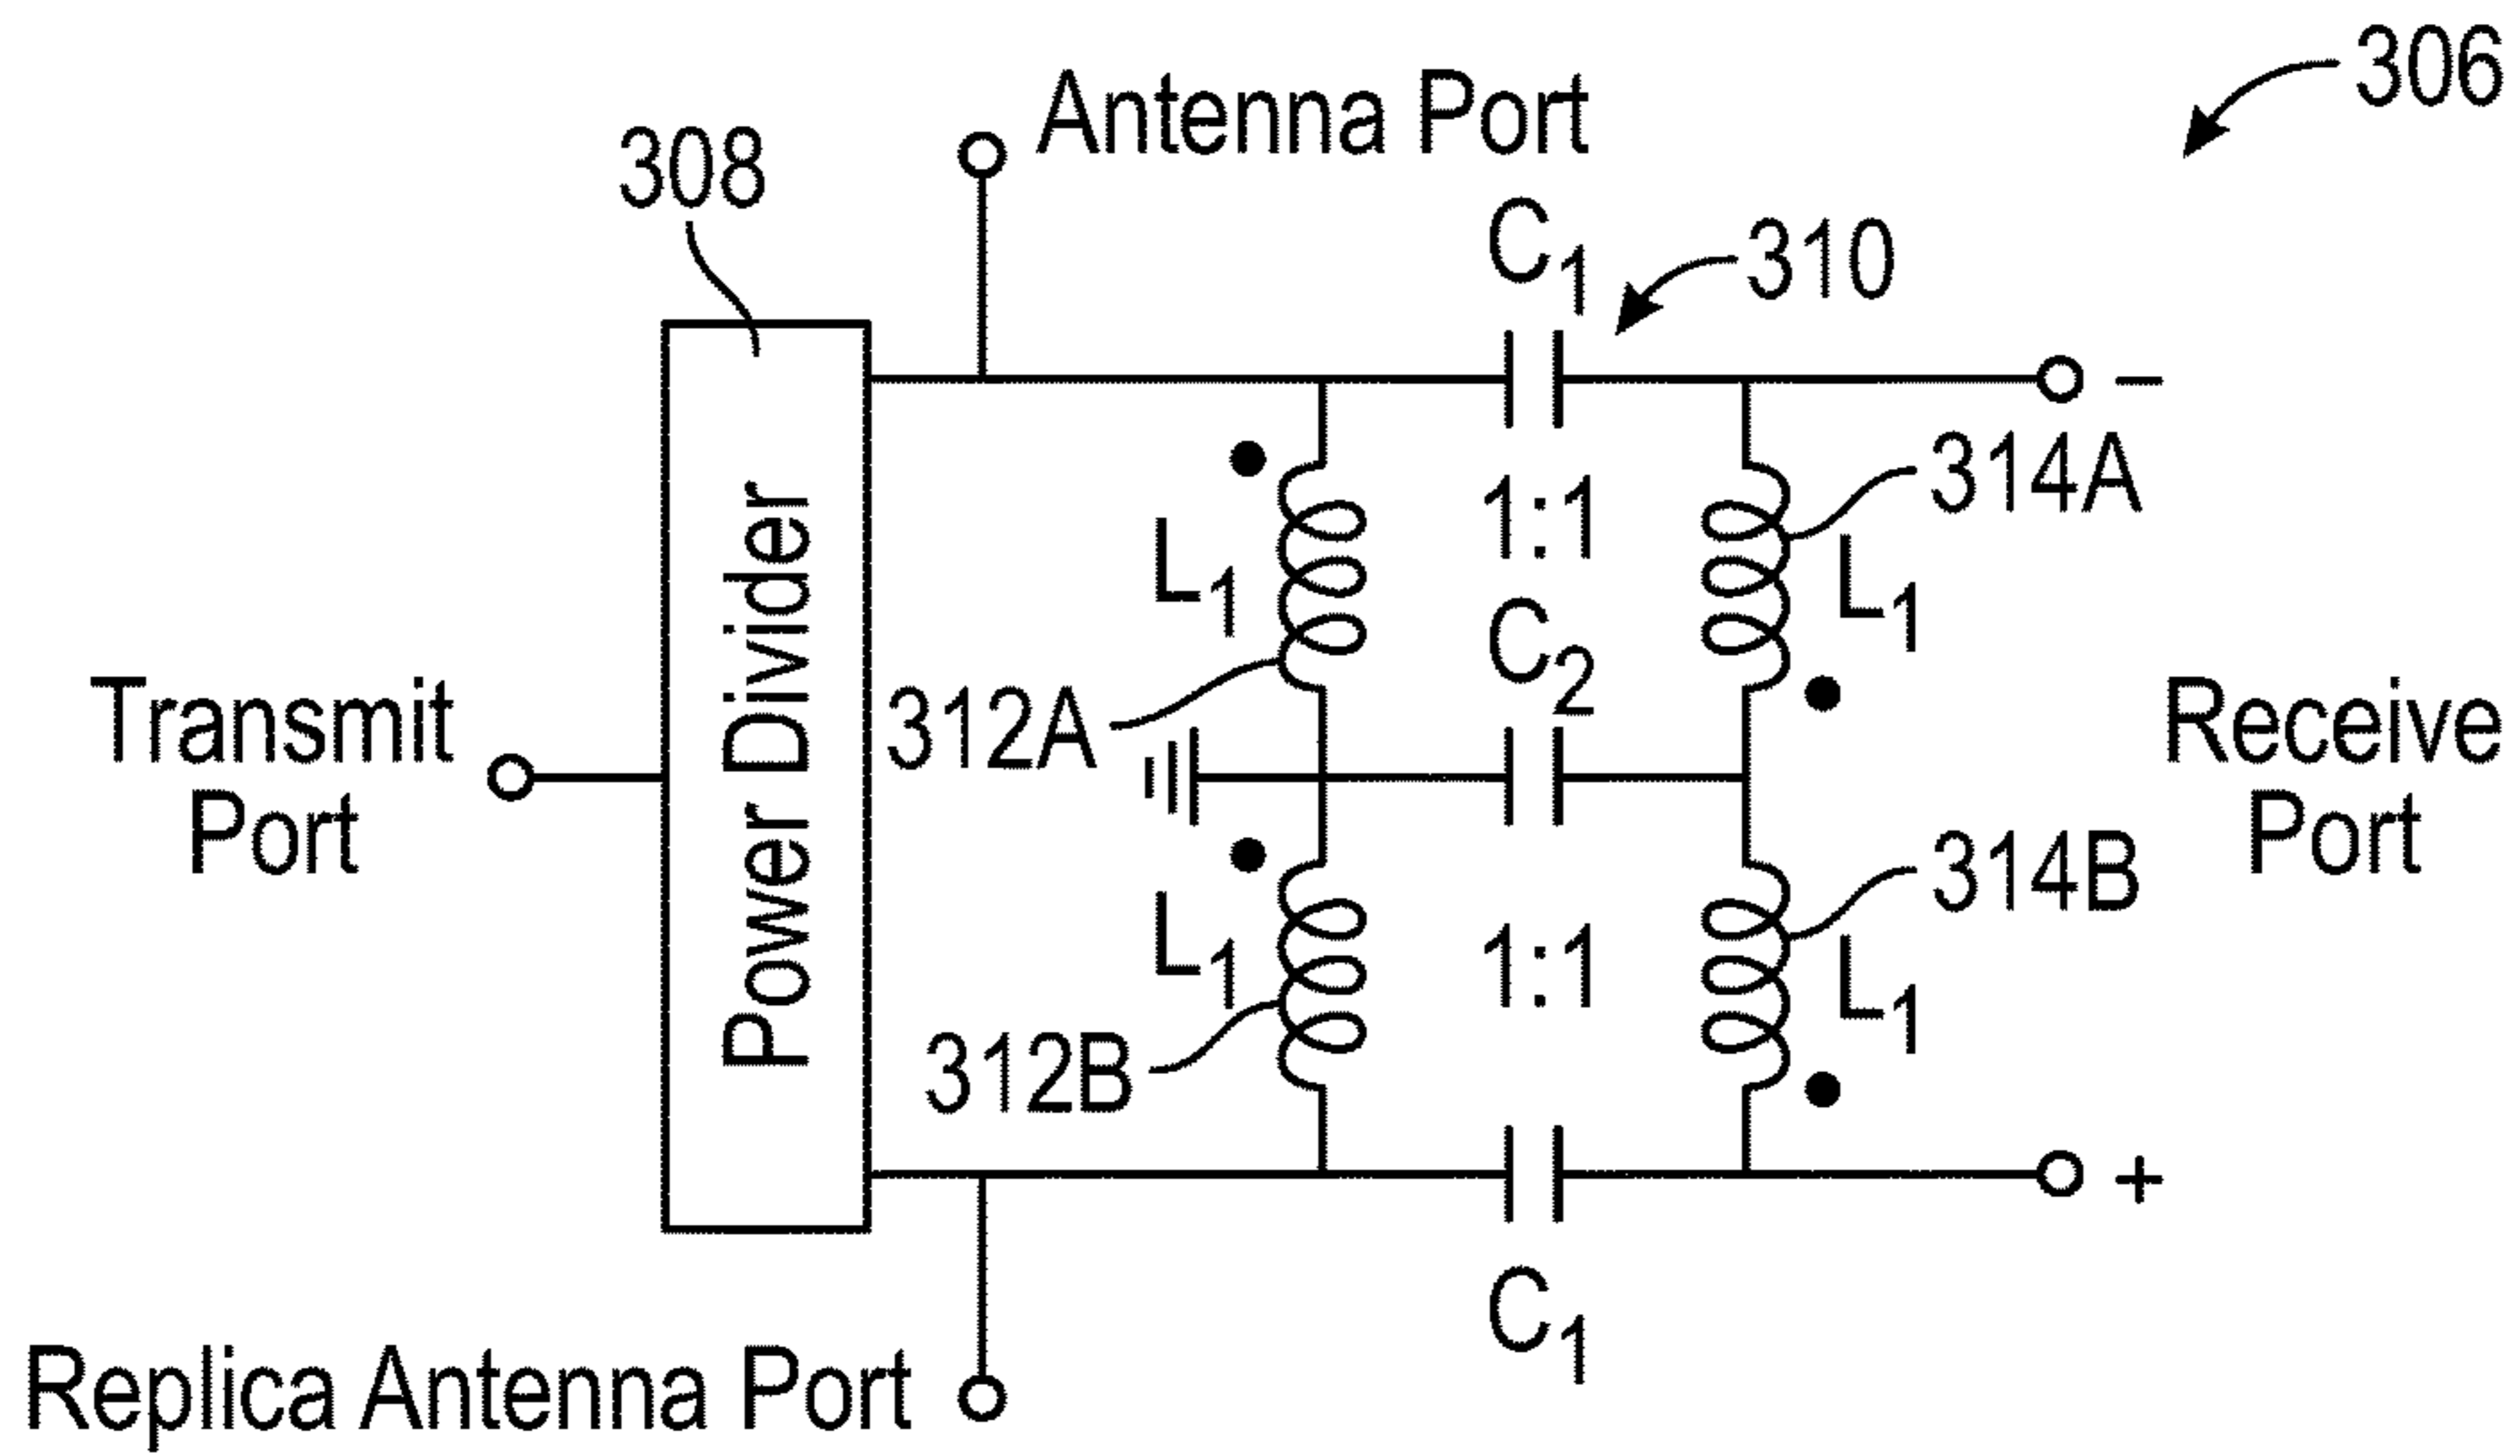 306
Antenna Port
308
C1
310
−
314A
L1
1:1
L1
C2
312A
Transmit
Port
Power Divider
Receive
Port
314B
L1
1:1
L1
312B
+
C1
Replica Antenna Port